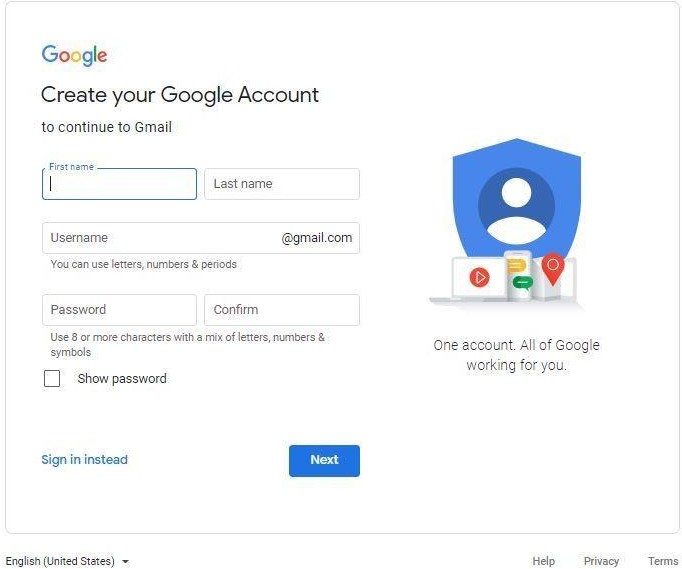 Google
Create your Google Account
to continue to Gmail
First name
Last name
Username @gmail.com
You can use letters, numbers & periods
Password
Confirm
Use 8 or more characters with a mix of letters, numbers &
symbols
Show password
Sign in instead
Next
One account. All of Google
working for you.
English (United States)
Help
Privacy
Terms